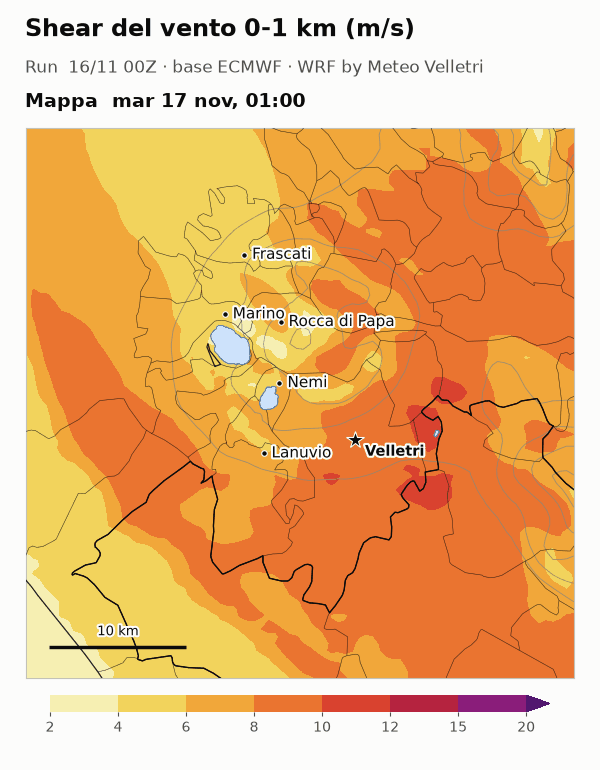 Shear del vento 0-1 km (m/s)
Run  16/11 00Z · base ECMWF · WRF by Meteo Velletri
Mappa  mar 17 nov, 01:00
Frascati
Marino
Rocca di Papa
Nemi
Velletri
Lanuvio
10 km
2 4 6 8 10 12 15 20